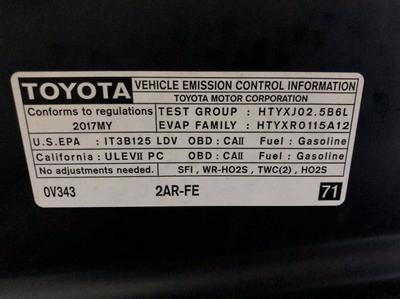 TOYOTA VEHICLE EMISSION CONTROL INFORMATION
TOYOTA MOTOR CORPORATION
Conforms to regulations TEST GROUP : HTYXJ02.5B6L
2017MY EVAP FAMILY : HTYXR0115A12
U.S.EPA : IT3B125 LDV OBD : CAII Fuel : Gasoline
California : ULEVII PC OBD : CAII Fuel : Gasoline
No adjustments needed SFI , WR-HO2S , TWC(2) , HO2S
0V343 2AR-FE 71